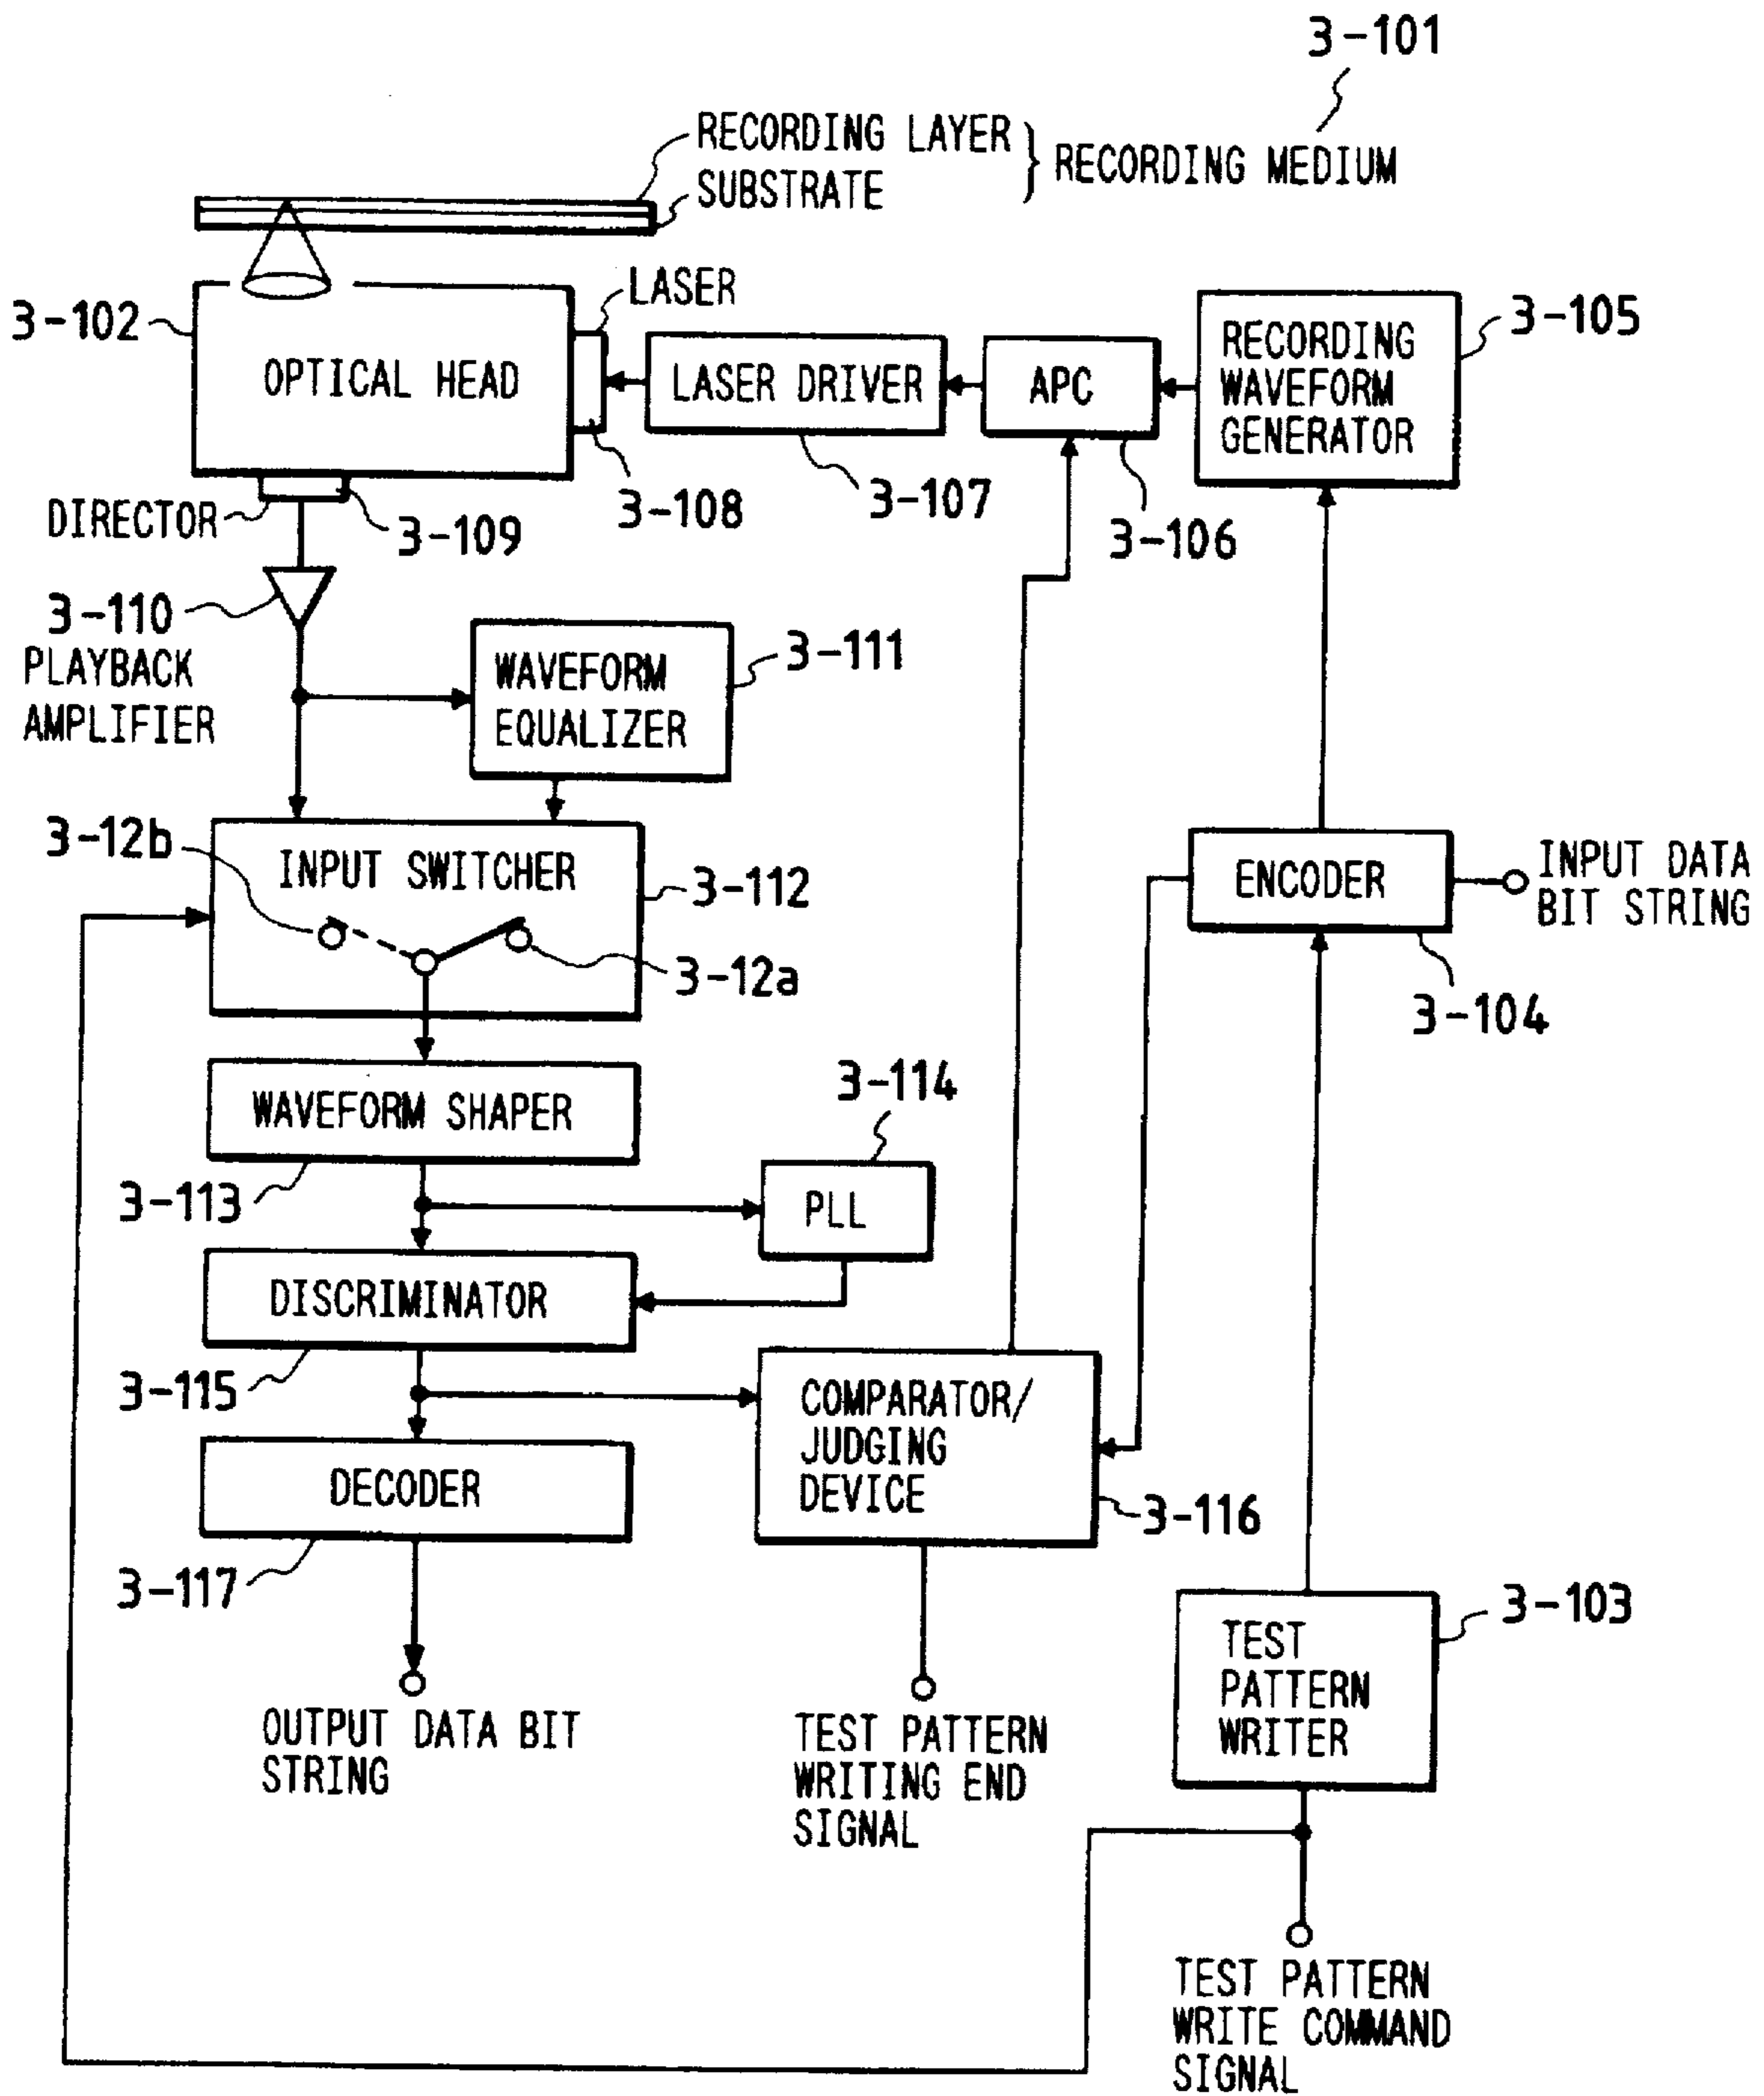 3-101
RECORDING LAYER
SUBSTRATE
RECORDING MEDIUM
3-102
LASER
OPTICAL HEAD
LASER DRIVER
APC
RECORDING
WAVEFORM
GENERATOR
3-105
DIRECTOR
3-109
3-108
3-107
3-106
3-110
PLAYBACK
AMPLIFIER
WAVEFORM
EQUALIZER
3-111
3-12b
INPUT SWITCHER
3-112
3-12a
ENCODER
INPUT DATA
BIT STRING
3-104
WAVEFORM SHAPER
3-113
3-114
PLL
DISCRIMINATOR
3-115
COMPARATOR/
JUDGING
DEVICE
3-116
DECODER
3-117
TEST
PATTERN
WRITER
3-103
OUTPUT DATA BIT
STRING
TEST PATTERN
WRITING END
SIGNAL
TEST PATTERN
WRITE COMMAND
SIGNAL